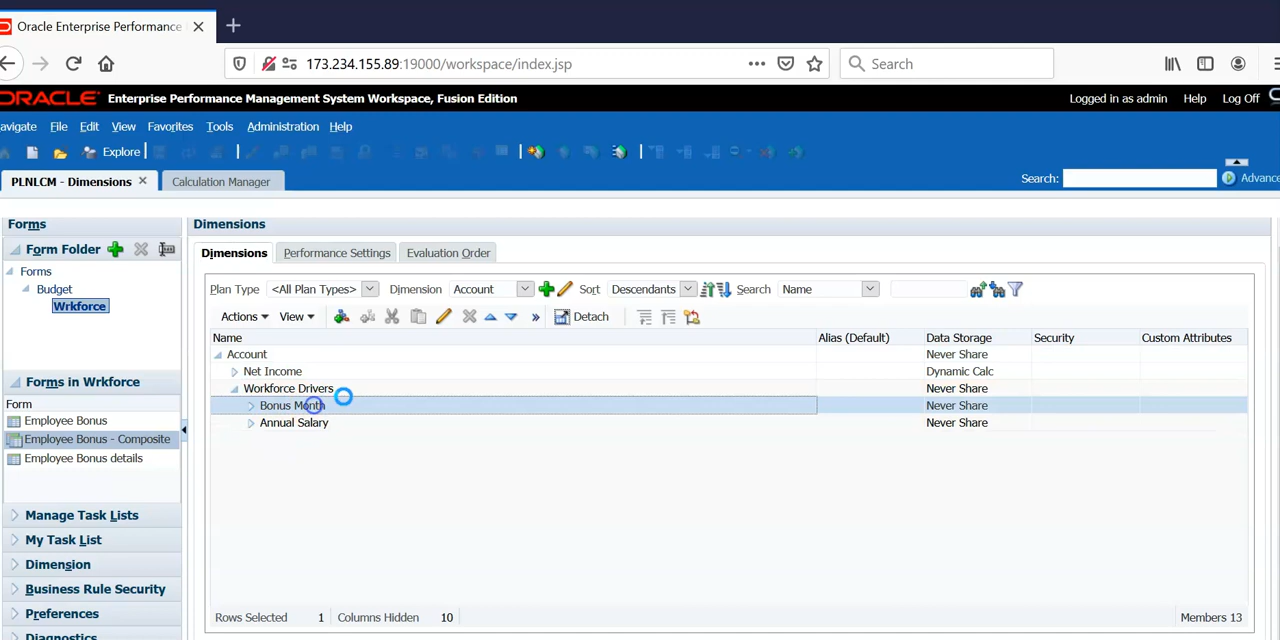 Oracle Enterprise Performance
173.234.155.89:19000/workspace/index.jsp
Search
ORACLE Enterprise Performance Management System Workspace, Fusion Edition
Logged in as admin Help Log Off
avigate File Edit View Favorites Tools Administration Help
Explore
PLNLCM - Dimensions Calculation Manager
Search: Advance
Forms
Form Folder
Forms
Budget
Wrkforce
Forms in Wrkforce
Form
Employee Bonus
Employee Bonus - Composite
Employee Bonus details
Manage Task Lists
My Task List
Dimension
Business Rule Security
Preferences
Diagnostics
Dimensions
Dimensions Performance Settings Evaluation Order
Plan Type <All Plan Types> Dimension Account Sort Descendants Search Name
Actions View » Detach
Name Alias (Default) Data Storage Security Custom Attributes
Account Never Share
Net Income Dynamic Calc
Workforce Drivers Never Share
Bonus Month Never Share
Annual Salary Never Share
Rows Selected 1 Columns Hidden 10 Members 13